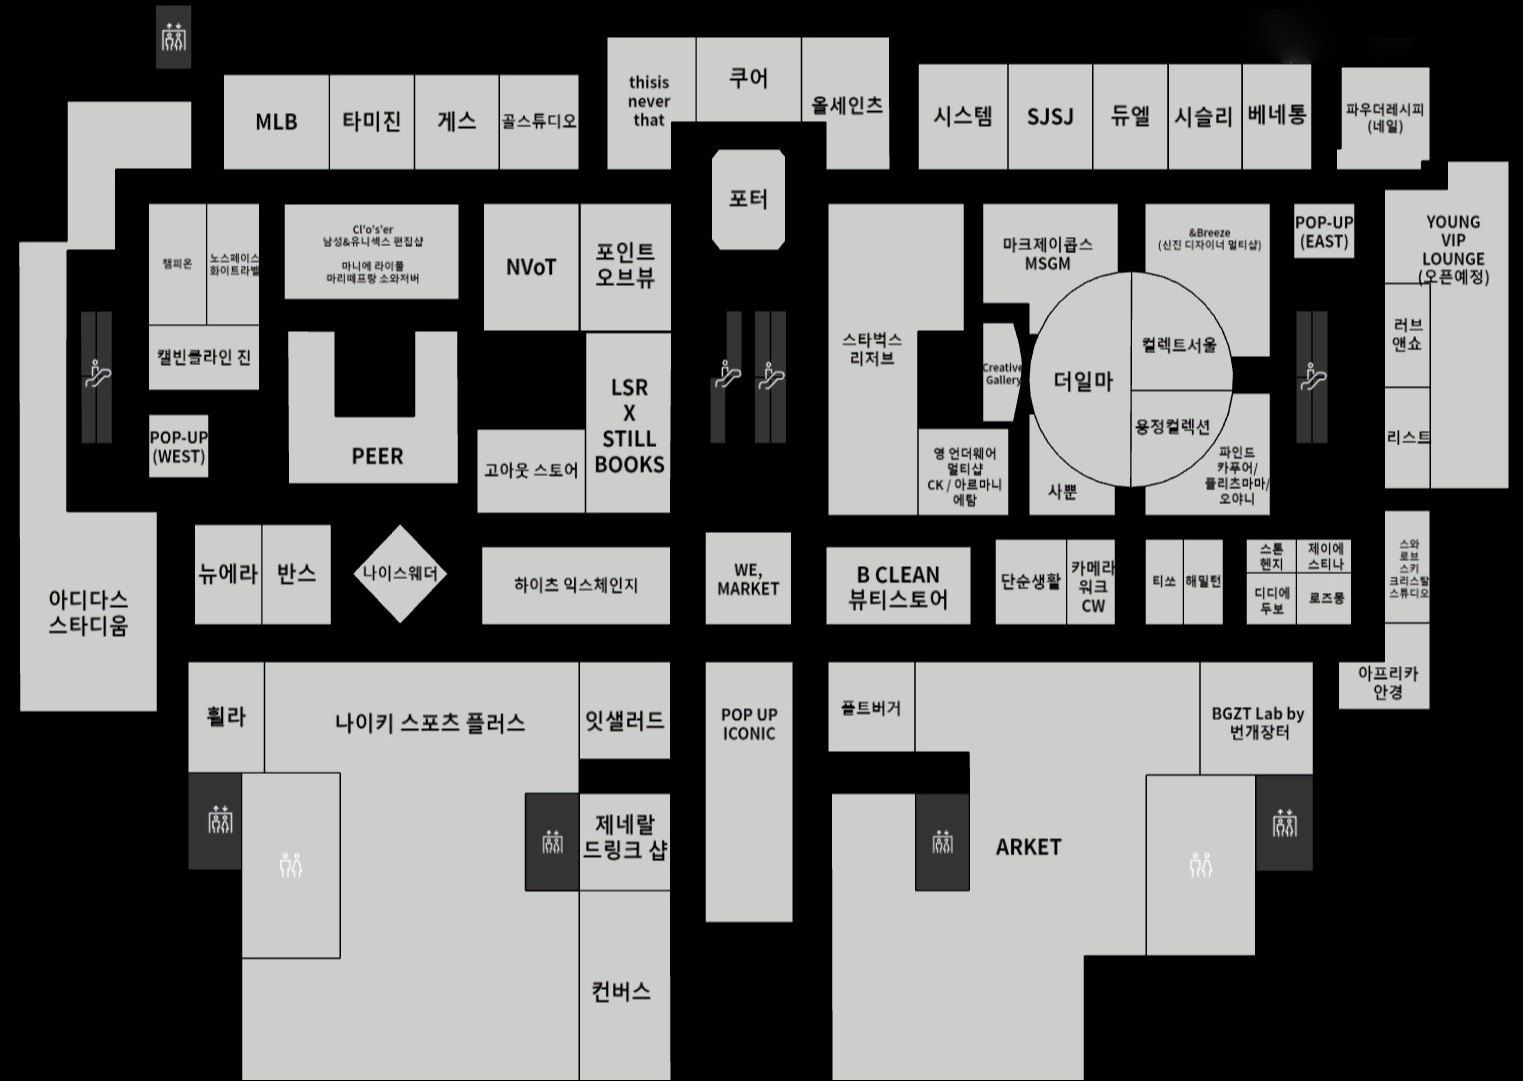 MLB
타미진
게스
골스튜디오
thisis
never
that
쿠어
올세인츠
시스템
SJSJ
듀엘
시슬리
베네통
파우더레시피
(네일)
포터
챔피온
노스페이스
화이트라벨
Cl'o's'er
남성&유니섹스 편집샵
마니에 라이풀
마리떼프랑 소와저버
NVoT
포인트
오브뷰
마크제이콥스
MSGM
&Breeze
(신진 디자이너 멀티샵)
POP-UP
(EAST)
YOUNG
VIP
LOUNGE
(오픈예정)
캘빈클라인 진
스타벅스
리저브
Creative
Gallery
더일마
컬렉트서울
용정컬렉션
러브
앤쇼
리스트
POP-UP
(WEST)
PEER
고아웃 스토어
LSR
X
STILL
BOOKS
영 언더웨어
멀티샵
CK / 아르마니
에탐
사뿐
파인드
카푸어/
플리츠마마/
오야니
아디다스
스타디움
뉴에라
반스
나이스웨더
하이츠 익스체인지
WE,
MARKET
B CLEAN
뷰티스토어
단순생활
카메라
워크
CW
티쏘
해밀턴
스톤
헨지
제이에
스티나
디디에
두보
로즈몽
스와
로브
스키
크리스탈
스튜디오
휠라
나이키 스포츠 플러스
잇샐러드
POP UP
ICONIC
플트버거
BGZT Lab by
번개장터
아프리카
안경
제네랄
드링크 샵
ARKET
컨버스